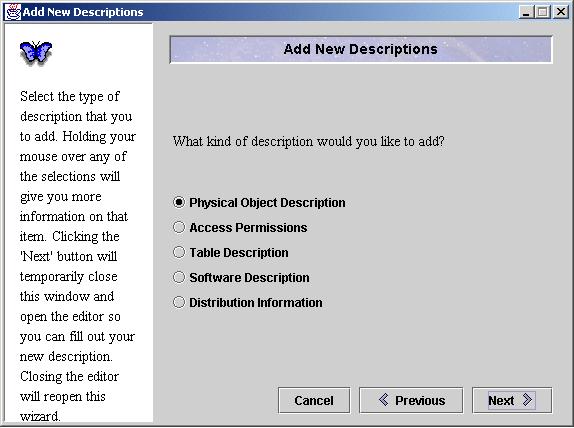 Add New Descriptions
Select the type of
description that you
to add. Holding your
mouse over any of
the selections will
give you more
information on that
item. Clicking the
'Next' button will
temporarily close
this window and
open the editor so
you can fill out your
new description.
Closing the editor
will reopen this
wizard.
Add New Descriptions
What kind of description would you like to add?
Physical Object Description
Access Permissions
Table Description
Software Description
Distribution Information
Cancel
Previous
Next